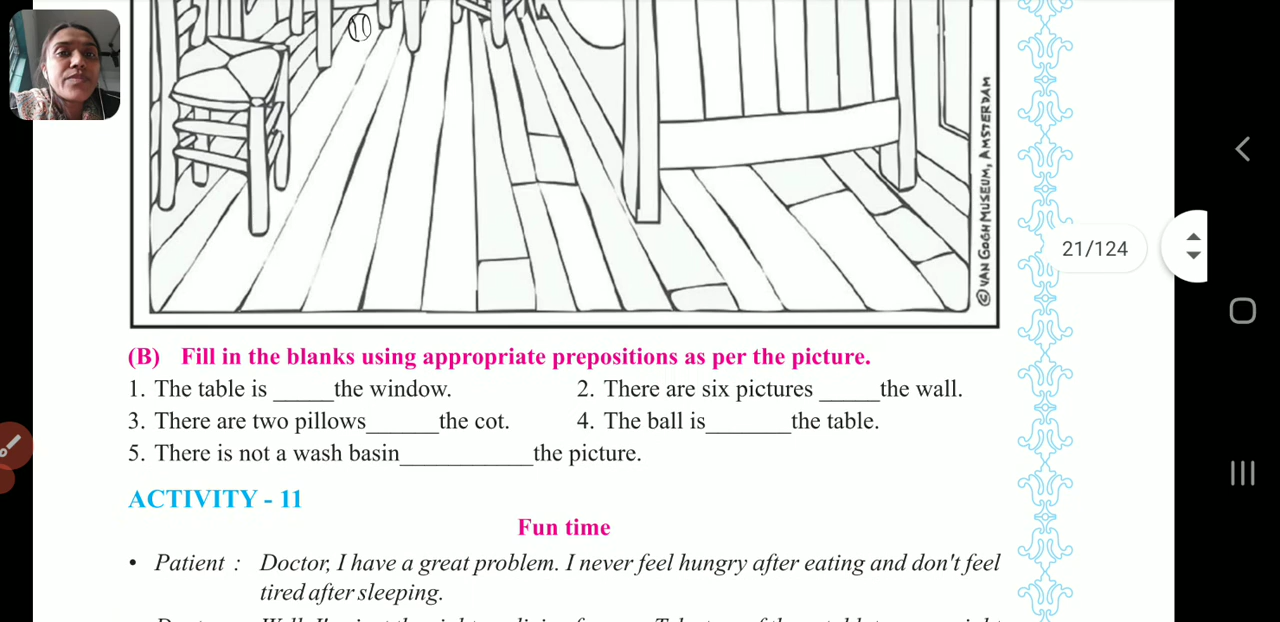 © VAN GOGH MUSEUM, AMSTERDAM
21/124
(B) Fill in the blanks using appropriate prepositions as per the picture.
1. The table is _____the window. 2. There are six pictures _____the wall.
3. There are two pillows______the cot. 4. The ball is_______the table.
5. There is not a wash basin___________the picture.
ACTIVITY - 11
Fun time
• Patient : Doctor, I have a great problem. I never feel hungry after eating and don't feel
tired after sleeping.